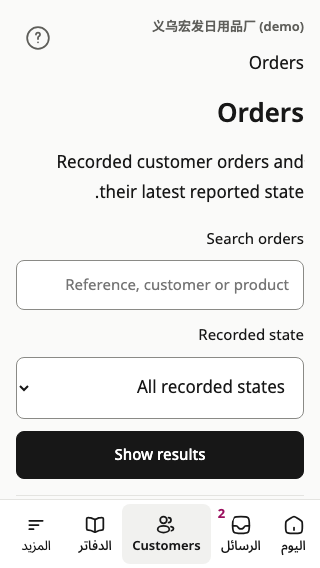 义乌宏发日用品厂 (demo)
Orders
Orders
Recorded customer orders and
their latest reported state.
Search orders
Reference, customer or product
Recorded state
All recorded states
Show results
اليوم
2
الرسائل
Customers
الدفاتر
المزيد